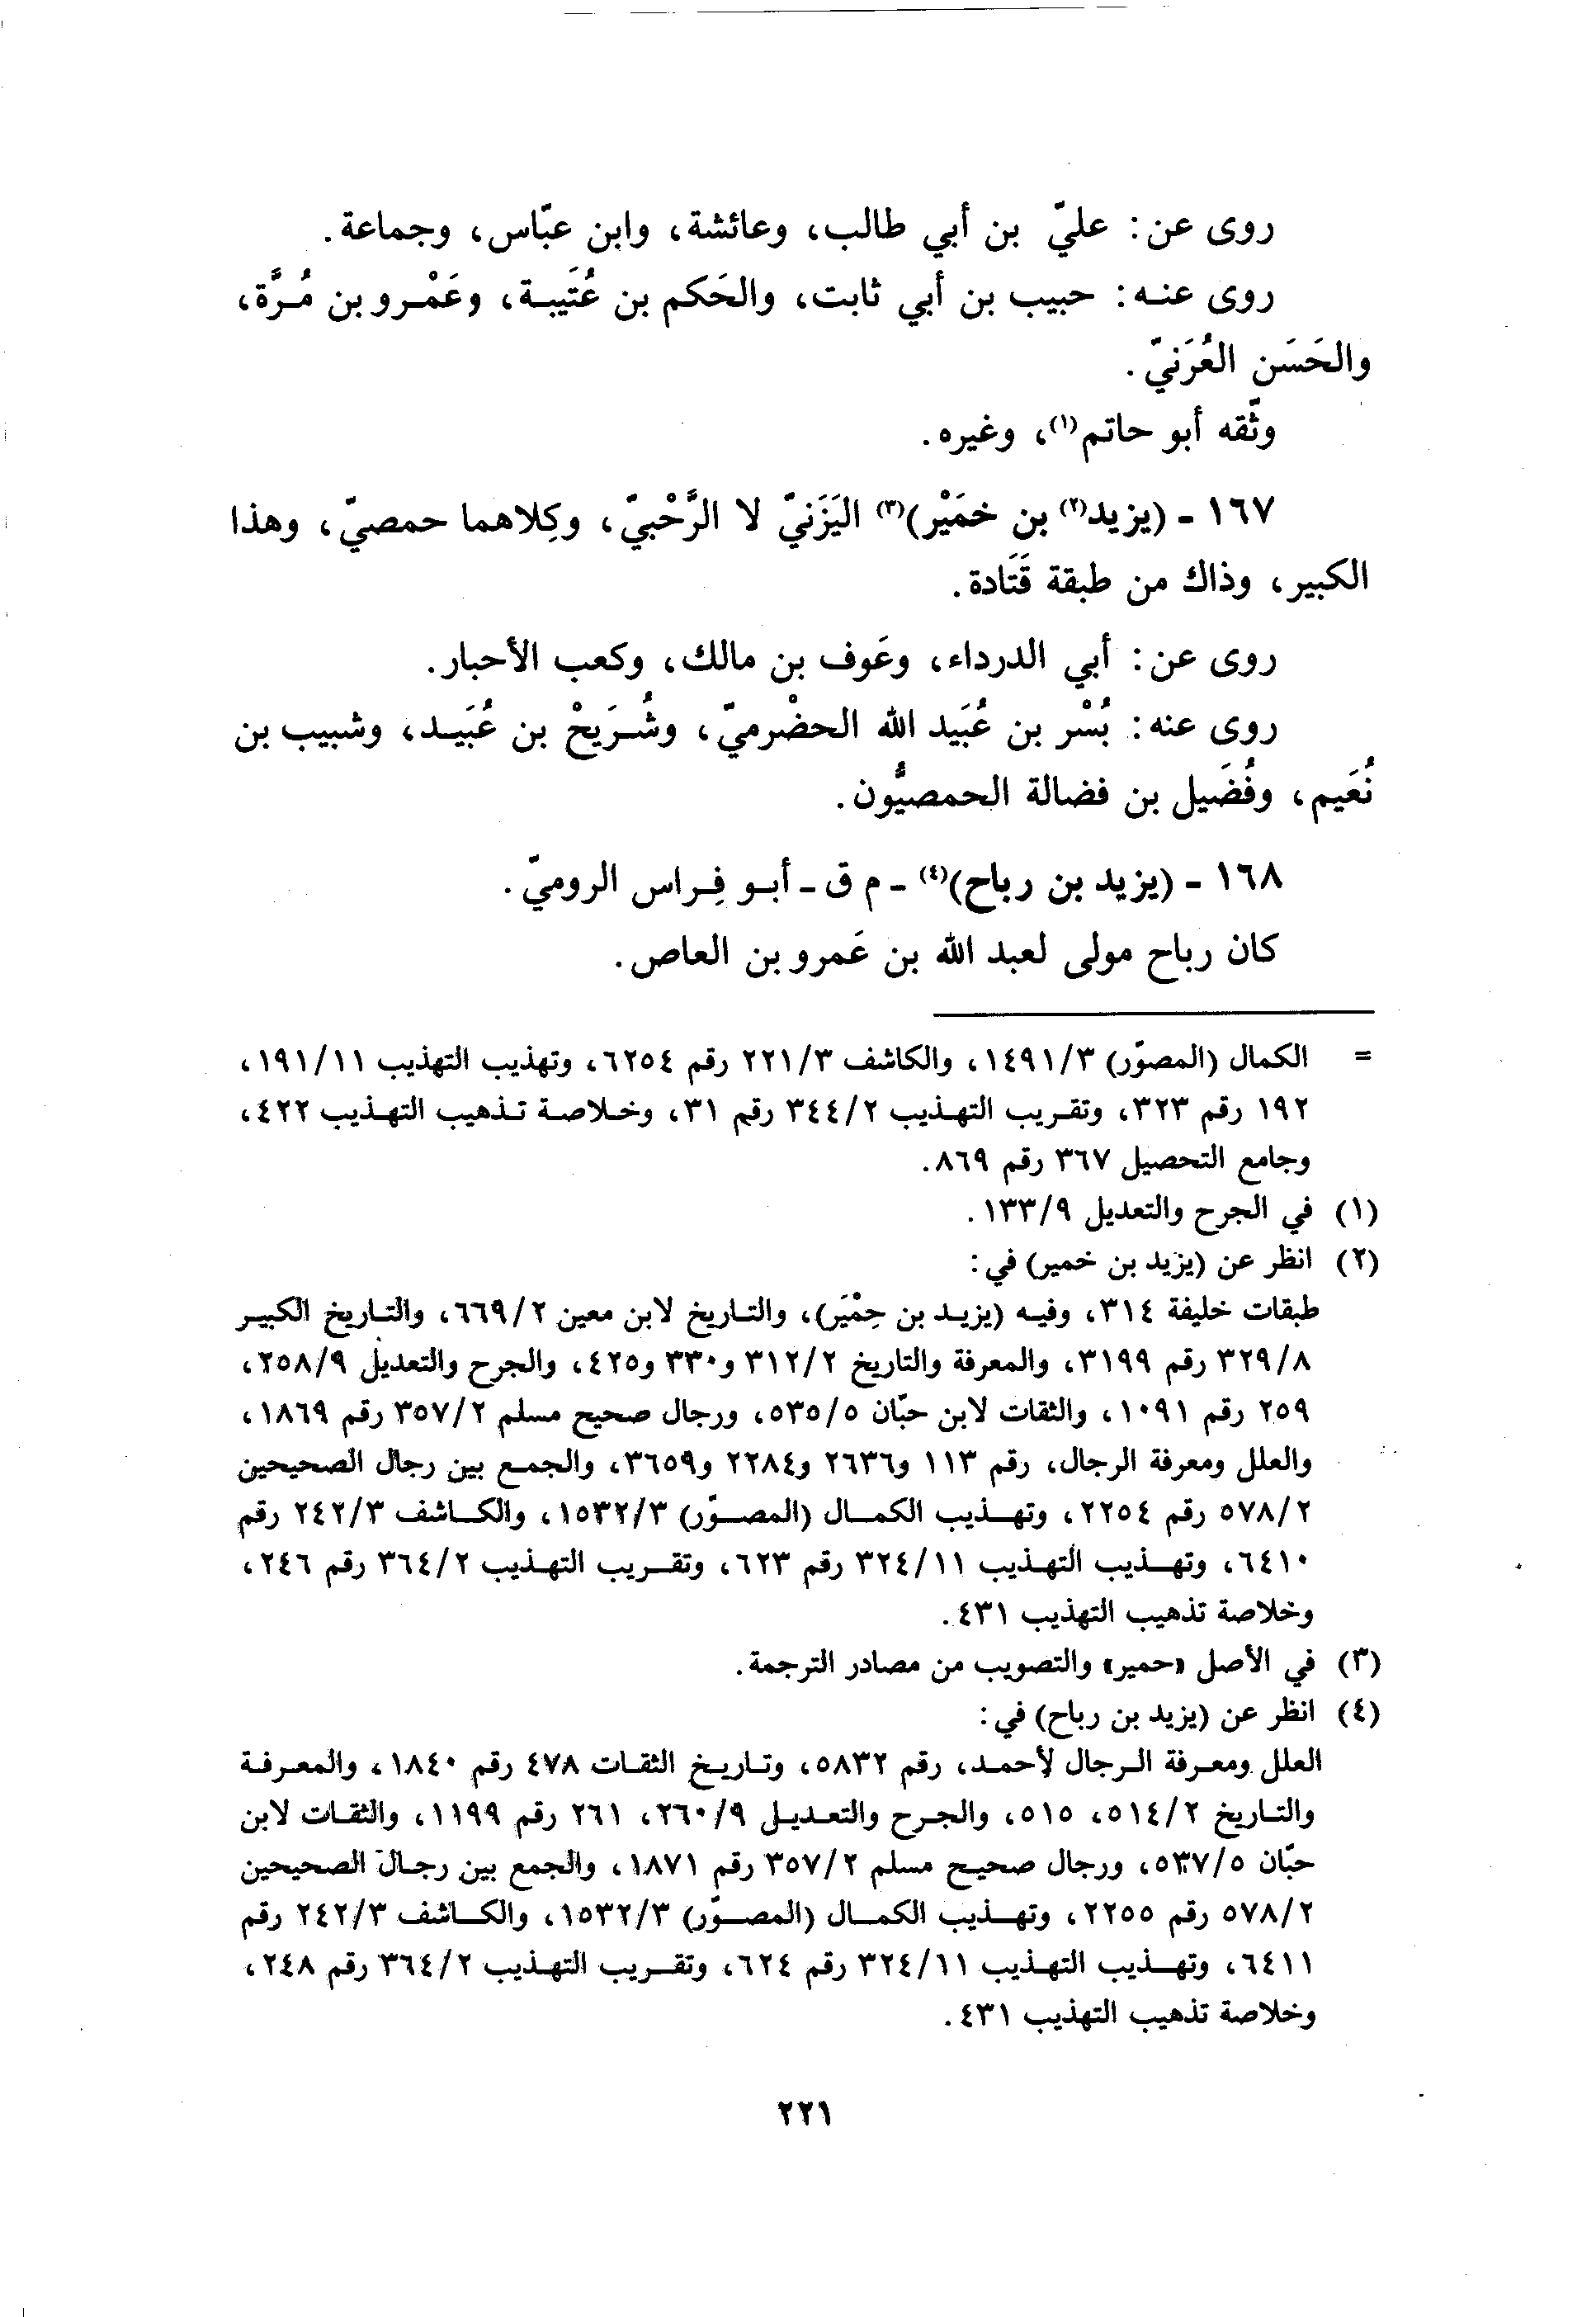 روى عن: عليّ بن أبي طالب، وعائشة، وابن عبّاس، وجماعة.
روى عنه: حبيب بن أبي ثابت، والحَكم بن عُتَيبة، وعَمْرو بن مُرَّة،
والحَسَن العُرَنيّ.
وثّقه أبو حاتم(١)، وغيره.
١٦٧ - (يزيد(٢) بن خمَيْر)(٣) اليَزَنيّ لا الرَّحْبيّ، وكِلاهما حمصيّ، وهذا
الكبير، وذاك من طبقة قَتَادة.
روى عن: أبي الدرداء، وعَوف بن مالك، وكعب الأحبار.
روى عنه: بُسْر بن عُبَيد الله الحضْرميّ، وشُرَيحْ بن عُبَيد، وشبيب بن
نُعَيم، وفُضَيل بن فضالة الحمصيُّون.
١٦٨ - (يزيد بن رباح)(٤) - م ق - أبو فِراس الروميّ.
كان رباح مولى لعبد الله بن عَمرو بن العاص.
= الكمال (المصوّر) ١٤٩١/٣، والكاشف ٢٢١/٣ رقم ٦٢٥٤، وتهذيب التهذيب ١٩١/١١،
١٩٢ رقم ٣٢٣، وتقريب التهذيب ٣٤٤/٢ رقم ٣١، وخلاصة تذهيب التهذيب ٤٢٢،
وجامع التحصيل ٣٦٧ رقم ٨٦٩.
(١) في الجرح والتعديل ١٣٣/٩.
(٢) انظر عن (يزيد بن خمير) في:
طبقات خليفة ٣١٤، وفيه (يزيد بن حِمْيَر)، والتاريخ لابن معين ٦٦٩/٢، والتاريخ الكبير
٣٢٩/٨ رقم ٣١٩٩، والمعرفة والتاريخ ٣١٢/٢ و٣٣٠ و٤٢٥، والجرح والتعديل ٢٥٨/٩،
٢٥٩ رقم ١٠٩١، والثقات لابن حبّان ٥٣٥/٥، ورجال صحيح مسلم ٣٥٧/٢ رقم ١٨٦٩،
والعلل ومعرفة الرجال، رقم ١١٣ و٢٦٣٦ و٢٢٨٤ و٣٦٥٩، والجمع بين رجال الصحيحين
٥٧٨/٢ رقم ٢٢٥٤، وتهذيب الكمال (المصوّر) ١٥٣٢/٣، والكاشف ٢٤٢/٣ رقم
٦٤١٠، وتهذيب التهذيب ٣٢٤/١١ رقم ٦٢٣، وتقريب التهذيب ٣٦٤/٢ رقم ٢٤٦،
وخلاصة تذهيب التهذيب ٤٣١.
(٣) في الأصل «حمير» والتصويب من مصادر الترجمة.
(٤) انظر عن (يزيد بن رباح) في:
العلل ومعرفة الرجال لأحمد، رقم ٥٨٣٢، وتاريخ الثقات ٤٧٨ رقم ١٨٤٠، والمعرفة
والتاريخ ٥١٤/٢، ٥١٥، والجرح والتعديل ٢٦٠/٩، ٢٦١ رقم ١١٩٩، والثقات لابن
حبّان ٥٣٧/٥، ورجال صحيح مسلم ٣٥٧/٢ رقم ١٨٧١، والجمع بين رجال الصحيحين
٥٧٨/٢ رقم ٢٢٥٥، وتهذيب الكمال (المصوّر) ١٥٣٢/٣، والكاشف ٢٤٢/٣ رقم
٦٤١١، وتهذيب التهذيب ٣٢٤/١١ رقم ٦٢٤، وتقريب التهذيب ٣٦٤/٢ رقم ٢٤٨،
وخلاصة تذهيب التهذيب ٤٣١.
٢٢١